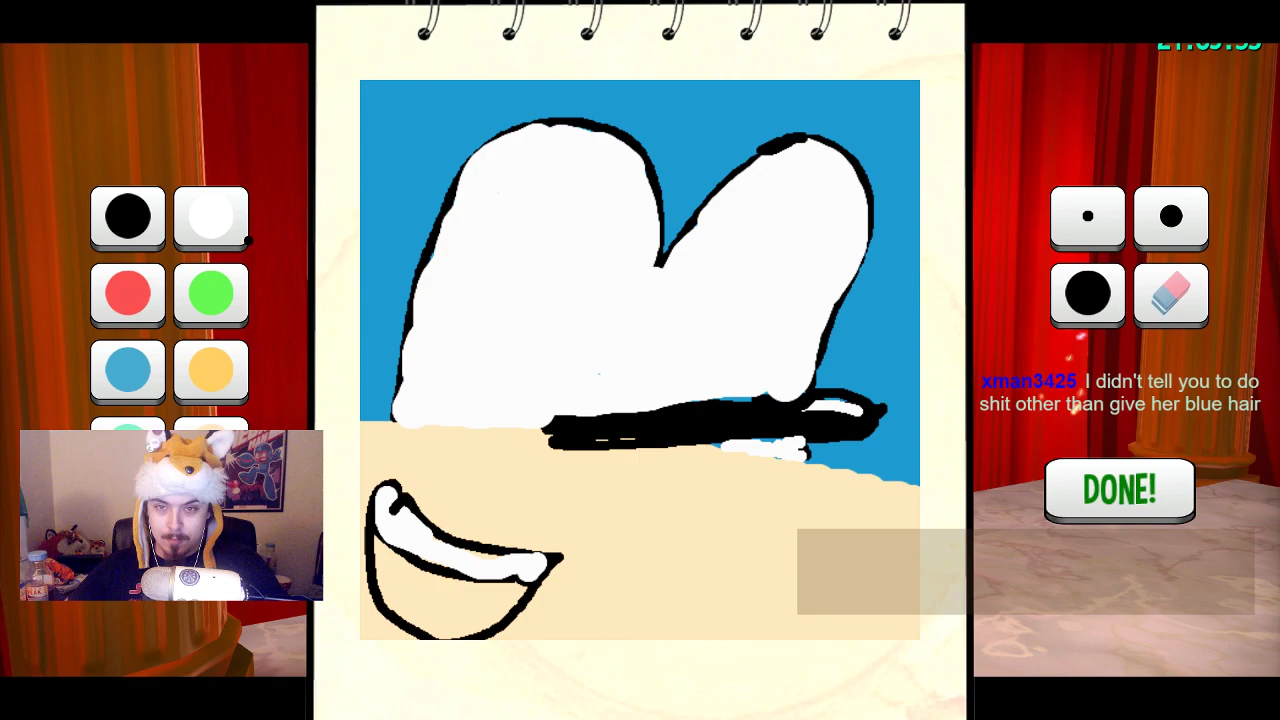 xman3425 I didn't tell you to do
shit other than give her blue hair
DONE!